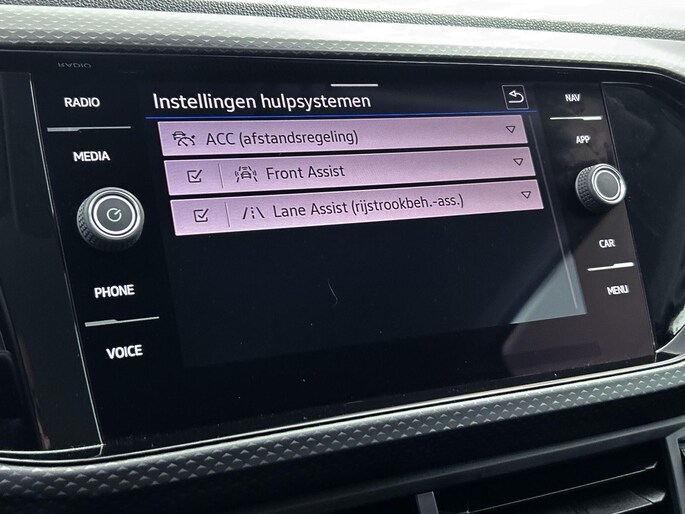 RADIO
Instellingen hulpsystemen
NAV
ACC (afstandsregeling)
APP
MEDIA
Front Assist
Lane Assist (rijstrookbeh.-ass.)
CAR
PHONE
MENU
VOICE